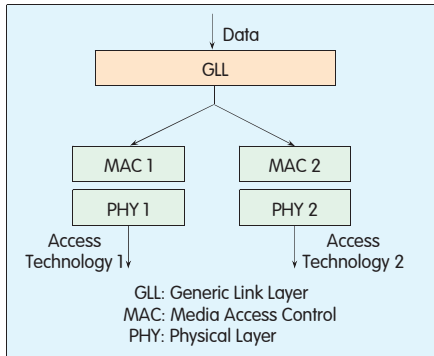 Data
GLL
MAC 1
MAC 2
PHY 1
PHY 2
Access
Technology 1
Access
Technology 2
GLL: Generic Link Layer
MAC: Media Access Control
PHY: Physical Layer